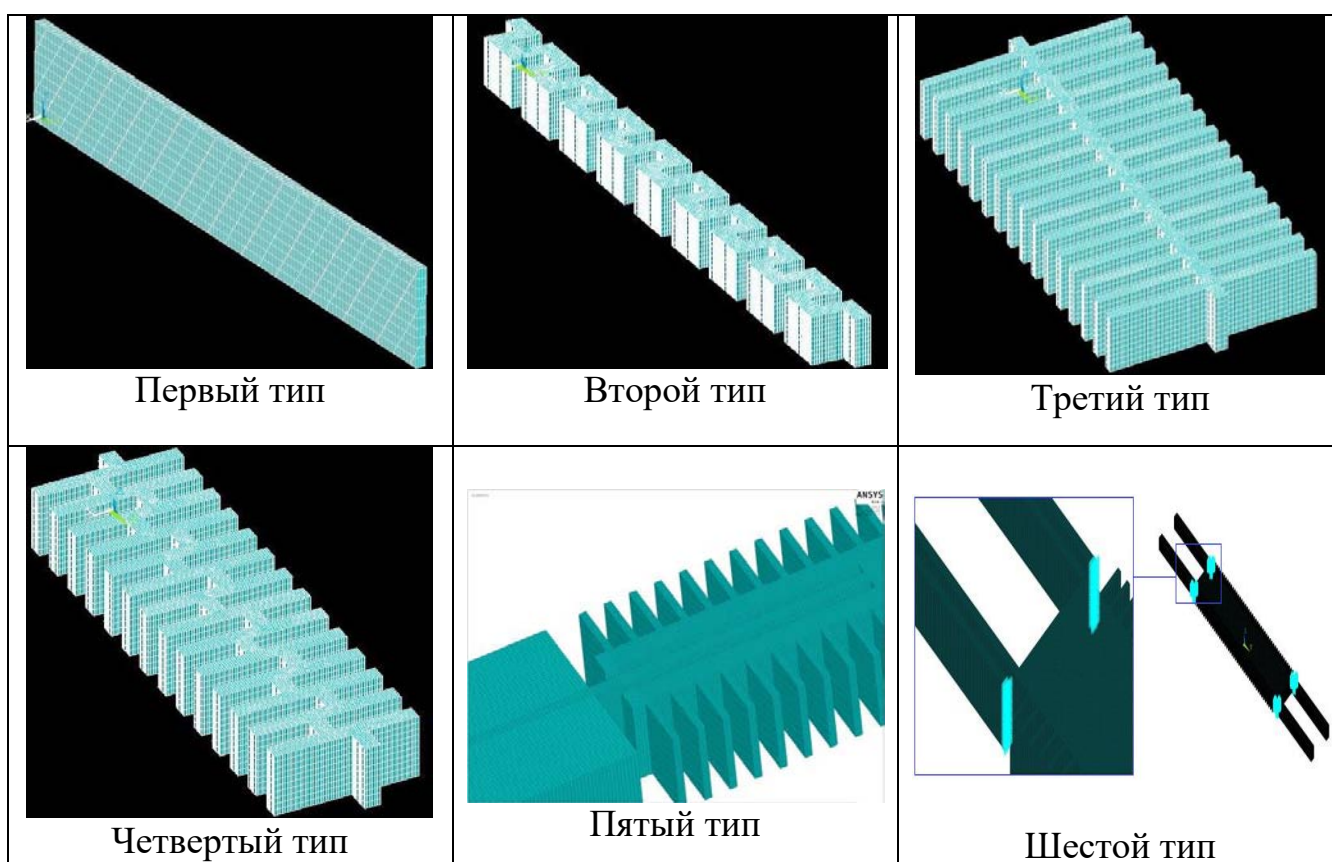 Первый тип
Второй тип
Третий тип
ANSYS
Четвертый тип
Пятый тип
Шестой тип